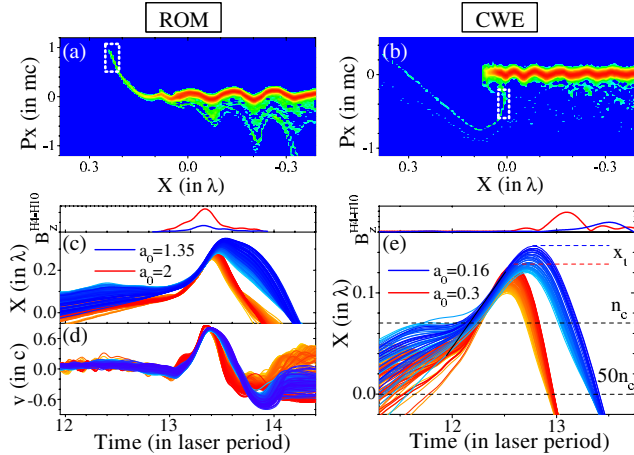 ROM
CWE
(a)
(b)
Px (in mc)
1
0
-1
0.3
0.0
-0.3
X (in λ)
Px (in mc)
1
0
-1
0.3
0.0
-0.3
X (in λ)
B_z^H4-H10
(c)
a₀=1.35
a₀=2
X (in λ)
0.2
0.0
(d)
v (in c)
0.6
0.0
-0.6
12
13
14
Time (in laser period)
B_z^H4-H10
(e)
a₀=0.16
a₀=0.3
x_t
n_c
50n_c
X (in λ)
0.2
0.1
0.0
12
13
Time (in laser period)